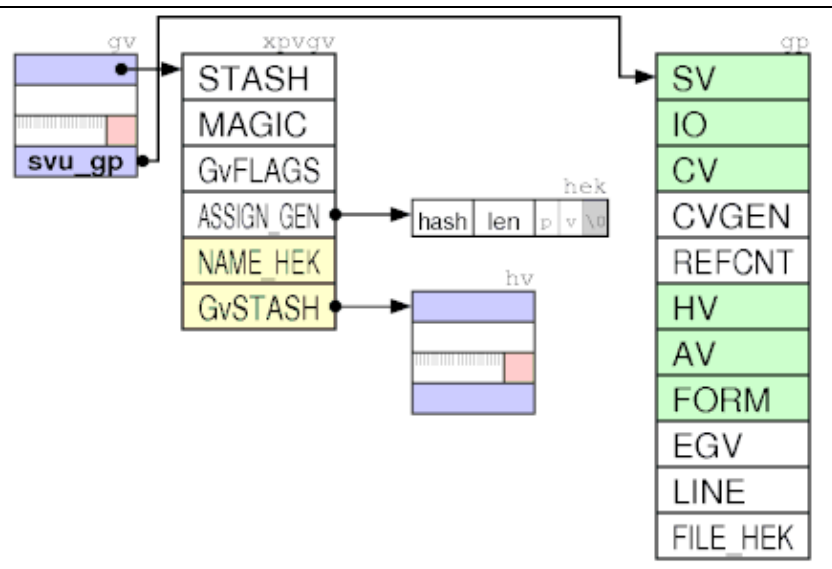 gv
svu_gp
xpvgv
STASH
MAGIC
GvFLAGS
ASSIGN_GEN
NAME_HEK
GvSTASH
hek
hash len p v \0
hv
gp
SV
IO
CV
CVGEN
REFCNT
HV
AV
FORM
EGV
LINE
FILE_HEK